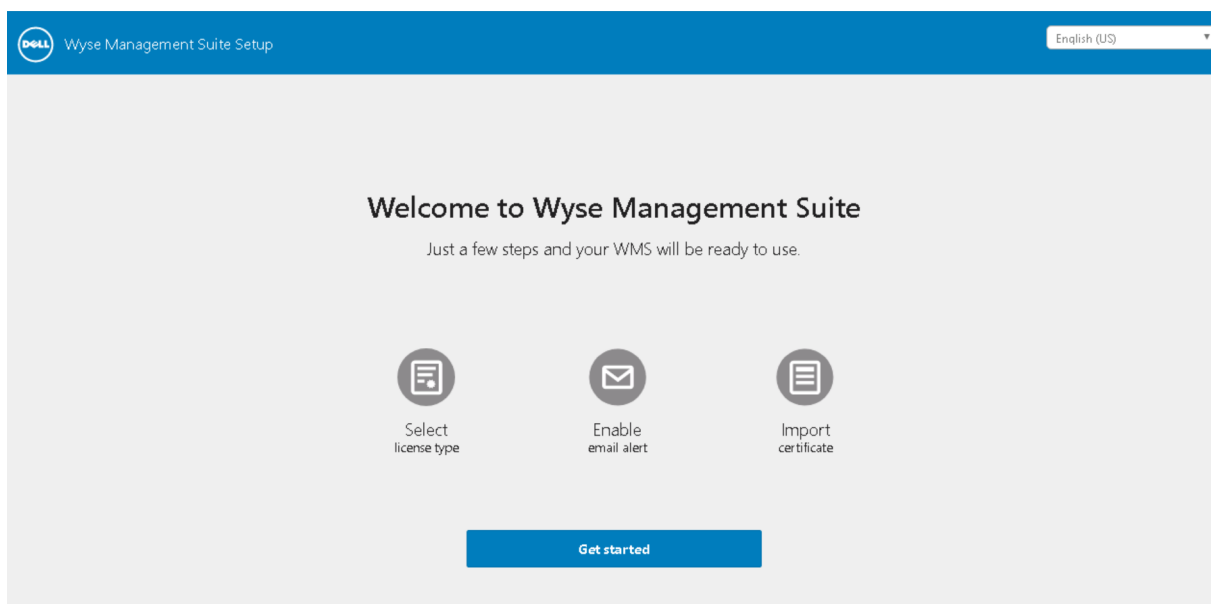 DELL
Wyse Management Suite Setup
English (US)
Welcome to Wyse Management Suite
Just a few steps and your WMS will be ready to use.
Select
license type
Enable
email alert
Import
certificate
Get started